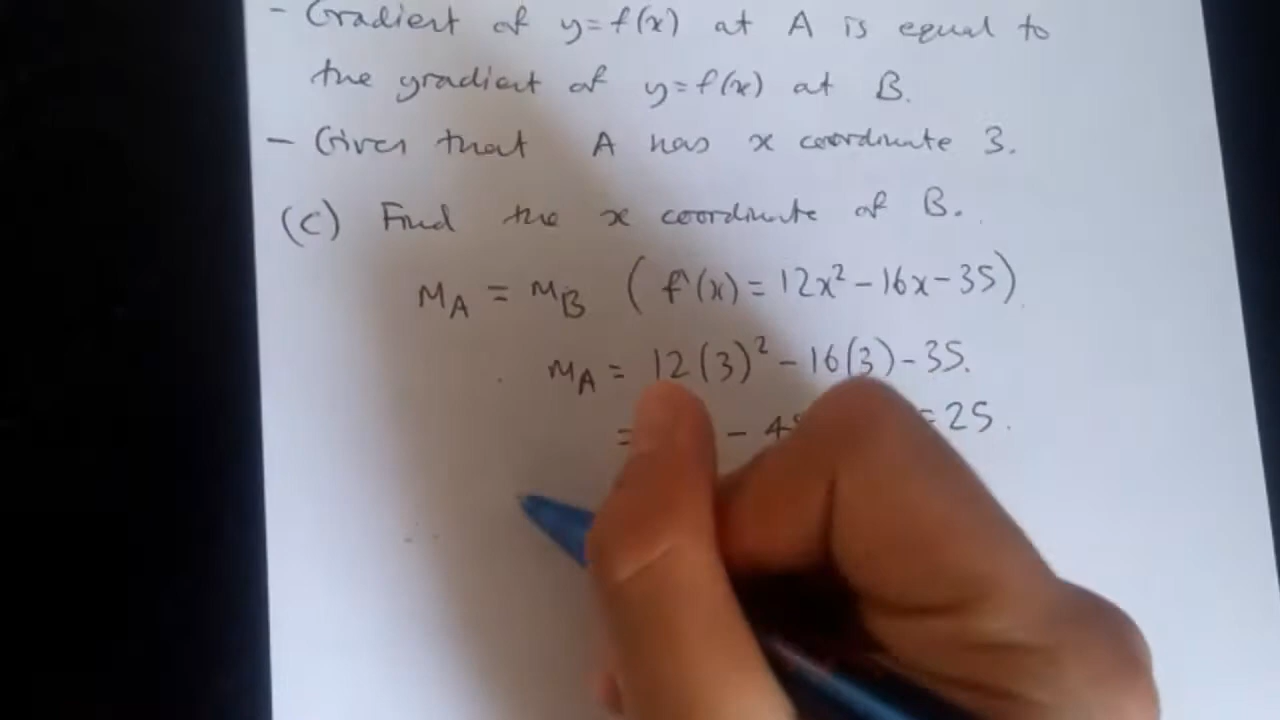 - Gradient of y=f(x) at A is equal to
the gradient of y=f(x) at B.
- Given that A has x coordinate 3.
(c) Find the x coordinate of B.
M_A = M_B ( f'(x) = 12x² - 16x - 35 )
M_A = 12(3)² - 16(3) - 35.
= - 4 = 25.